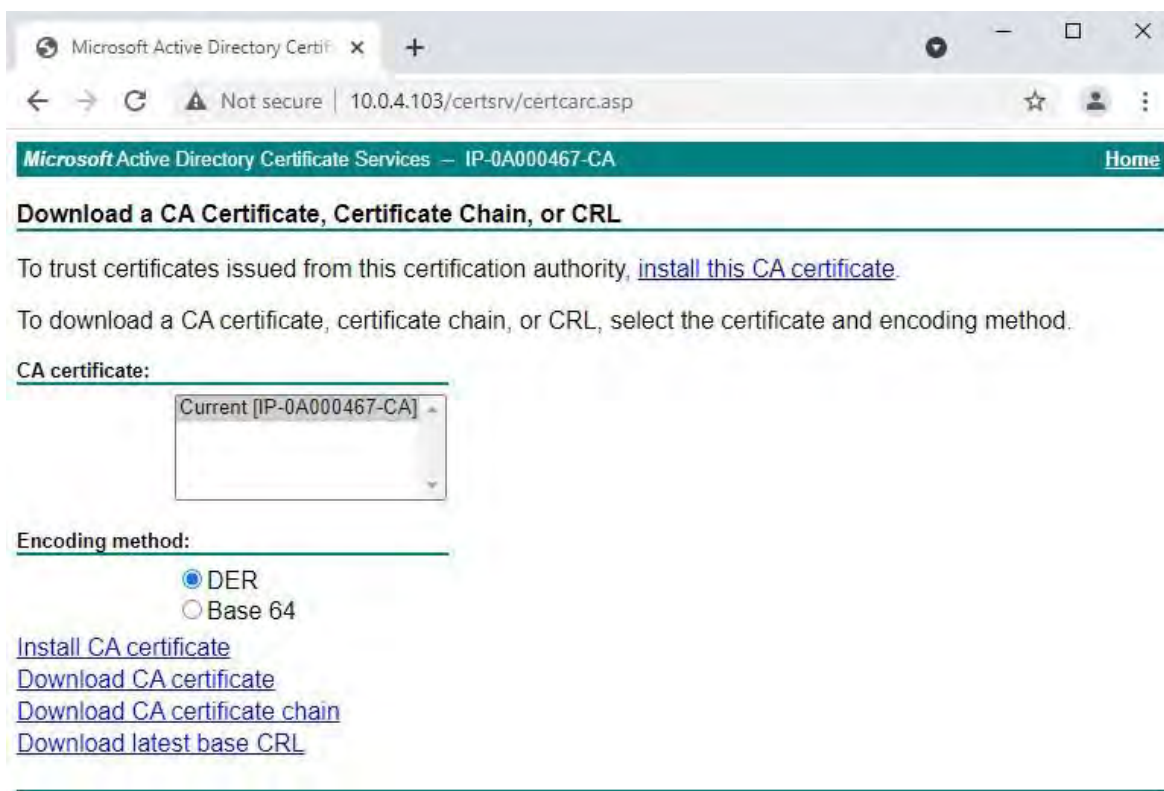 Microsoft Active Directory Certif
Not secure | 10.0.4.103/certsrv/certcarc.asp
Microsoft Active Directory Certificate Services – IP-0A000467-CA Home
Download a CA Certificate, Certificate Chain, or CRL
To trust certificates issued from this certification authority, install this CA certificate.
To download a CA certificate, certificate chain, or CRL, select the certificate and encoding method.
CA certificate:
Current [IP-0A000467-CA]
Encoding method:
DER
Base 64
Install CA certificate
Download CA certificate
Download CA certificate chain
Download latest base CRL